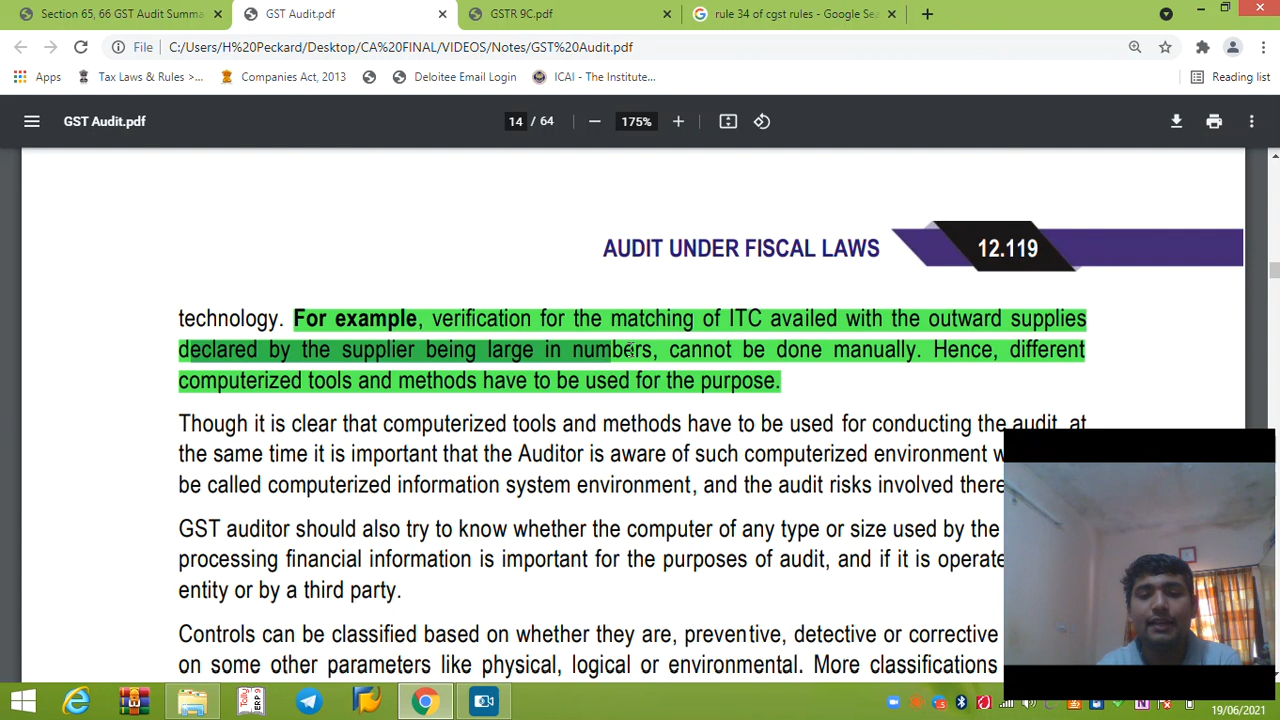 Section 65, 66 GST Audit Summa
GST Audit.pdf
GSTR 9C.pdf
rule 34 of cgst rules - Google Sea
File
C:/Users/H%20Peckard/Desktop/CA%20FINAL/VIDEOS/Notes/GST%20Audit.pdf
Apps
Tax Laws & Rules >...
Companies Act, 2013
Deloitee Email Login
ICAI - The Institute...
Reading list
GST Audit.pdf
14 / 64
175%
AUDIT UNDER FISCAL LAWS
12.119
technology. For example, verification for the matching of ITC availed with the outward supplies
declared by the supplier being large in numbers, cannot be done manually. Hence, different
computerized tools and methods have to be used for the purpose.
Though it is clear that computerized tools and methods have to be used for conducting the audit, at
the same time it is important that the Auditor is aware of such computerized environment w
be called computerized information system environment, and the audit risks involved there
GST auditor should also try to know whether the computer of any type or size used by the
processing financial information is important for the purposes of audit, and if it is operate
entity or by a third party.
Controls can be classified based on whether they are, preventive, detective or corrective
on some other parameters like physical, logical or environmental. More classifications
Tally
ERP 9
19/06/2021